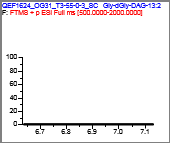 QEF1624_OG31_T3-55-0-3_SC Gly-dGly-DAG-13:2
F: FTMS + p ESI Full ms [500.0000-2000.0000]
100
80
60
40
20
0
6.7 6.8 6.9 7.0 7.1